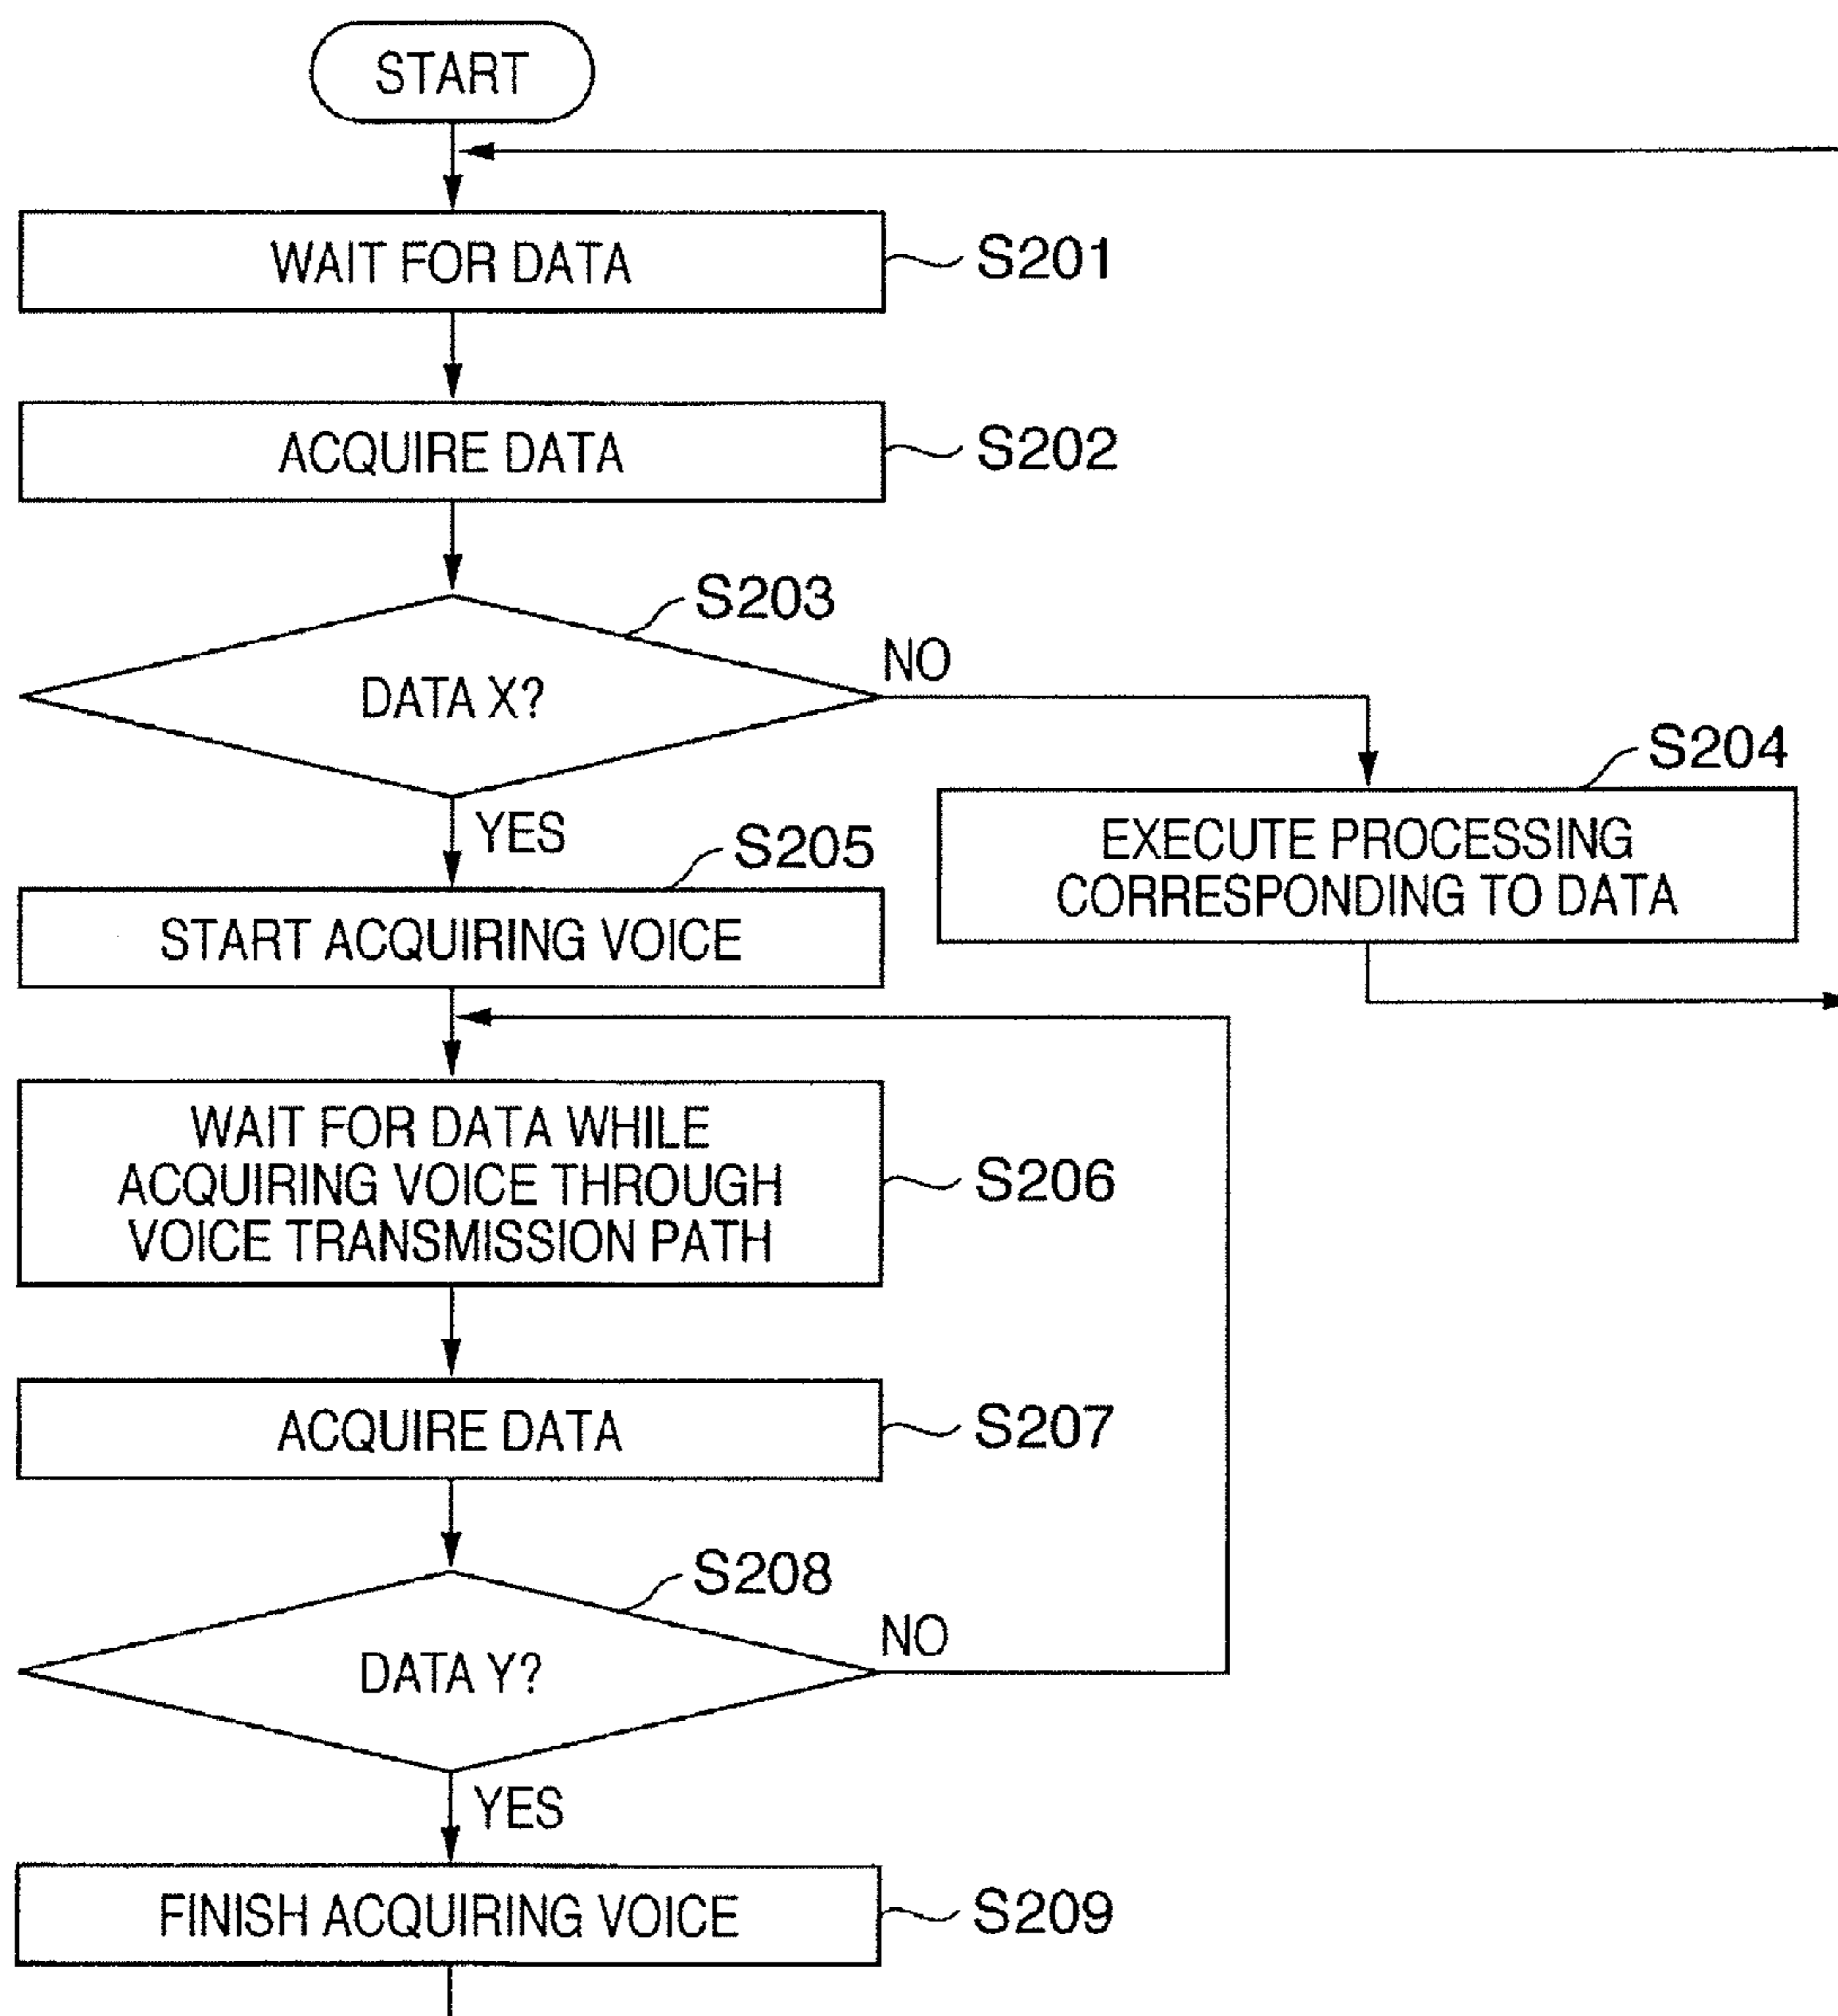 START
WAIT FOR DATA
S201
ACQUIRE DATA
S202
S203
DATA X?
NO
YES
S204
EXECUTE PROCESSING
CORRESPONDING TO DATA
S205
START ACQUIRING VOICE
WAIT FOR DATA WHILE
ACQUIRING VOICE THROUGH
VOICE TRANSMISSION PATH
S206
ACQUIRE DATA
S207
S208
DATA Y?
NO
YES
FINISH ACQUIRING VOICE
S209